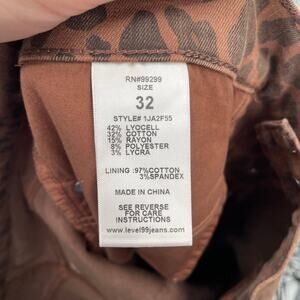 RN#99299
SIZE
32
STYLE# 1JA2F55
42% LYOCELL
32% COTTON
15% RAYON
8% POLYESTER
3% LYCRA
LINING :97%COTTON
3%SPANDEX
MADE IN CHINA
SEE REVERSE
FOR CARE
INSTRUCTIONS
www.level99jeans.com